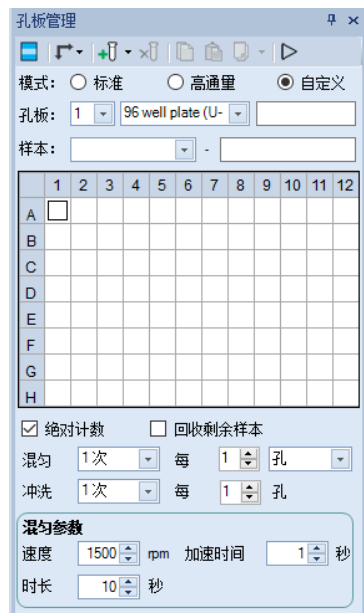 孔板管理
模式: 标准 高通量 自定义
孔板: 1 96 well plate (U-
样本: -
1 2 3 4 5 6 7 8 9 10 11 12
A
B
C
D
E
F
G
H
绝对计数 回收剩余样本
混匀 1次 每 1 孔
冲洗 1次 每 1 孔
混匀参数
速度 1500 rpm 加速时间 1 秒
时长 10 秒